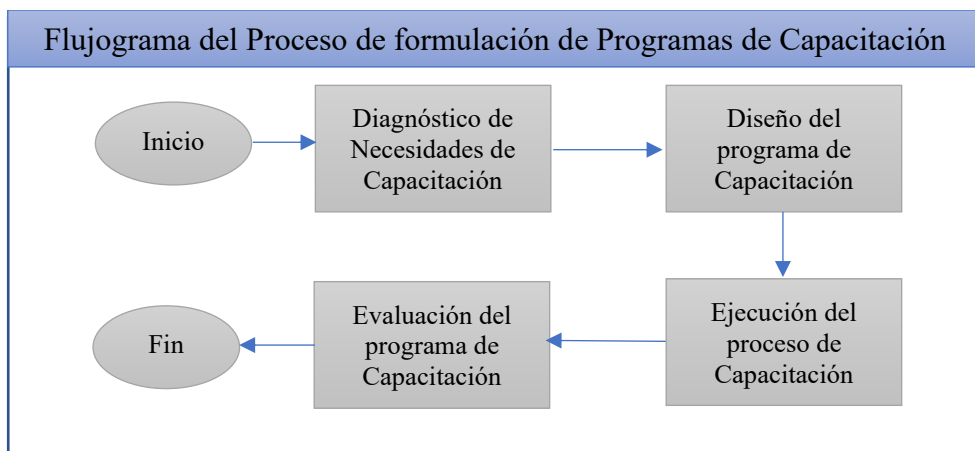 Flujograma del Proceso de formulación de Programas de Capacitación
Inicio
Diagnóstico de
Necesidades de
Capacitación
Diseño del
programa de
Capacitación
Ejecución del
proceso de
Capacitación
Evaluación del
programa de
Capacitación
Fin